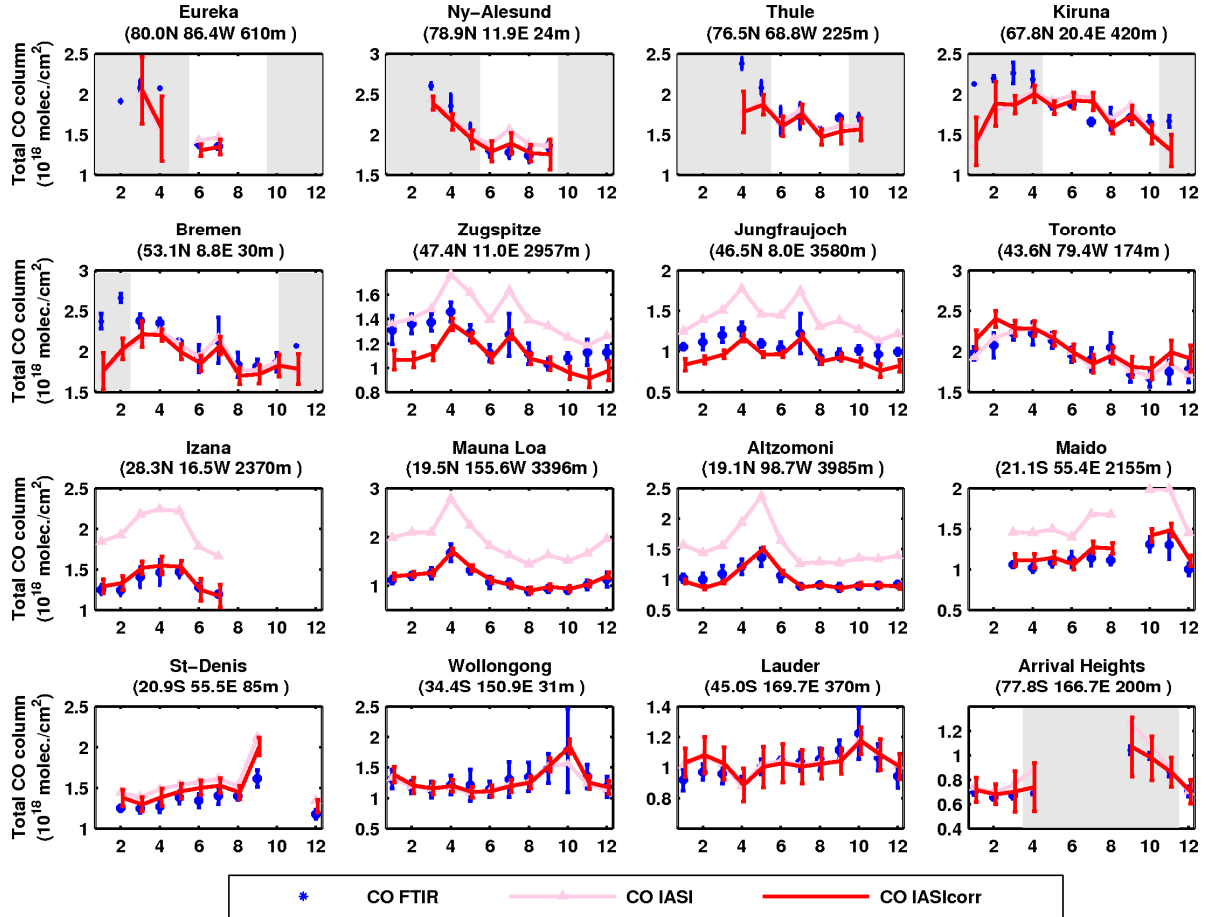 Eureka
(80.0N 86.4W 610m )
Ny−Alesund
(78.9N 11.9E 24m )
Thule
(76.5N 68.8W 225m )
Kiruna
(67.8N 20.4E 420m )
Total CO column
(10^18 molec./cm^2)
3
2.5
2
1.5
1
3
2.5
2
1.5
2.5
2
1.5
1
2.5
2
1.5
1
2 4 6 8 10 12
2 4 6 8 10 12
2 4 6 8 10 12
2 4 6 8 10 12
Bremen
(53.1N 8.8E 30m )
Zugspitze
(47.4N 11.0E 2957m )
Jungfraujoch
(46.5N 8.0E 3580m )
Toronto
(43.6N 79.4W 174m )
Total CO column
(10^18 molec./cm^2)
3
2.5
2
1.5
1.6
1.4
1.2
1
0.8
2
1.5
1
0.5
3
2.5
2
1.5
2 4 6 8 10 12
2 4 6 8 10 12
2 4 6 8 10 12
2 4 6 8 10 12
Izana
(28.3N 16.5W 2370m )
Mauna Loa
(19.5N 155.6W 3396m )
Altzomoni
(19.1N 98.7W 3985m )
Maido
(21.1S 55.4E 2155m )
Total CO column
(10^18 molec./cm^2)
2.5
2
1.5
1
3
2
1
2.5
2
1.5
1
0.5
2
1.5
1
0.5
2 4 6 8 10 12
2 4 6 8 10 12
2 4 6 8 10 12
2 4 6 8 10 12
St−Denis
(20.9S 55.5E 85m )
Wollongong
(34.4S 150.9E 31m )
Lauder
(45.0S 169.7E 370m )
Arrival Heights
(77.8S 166.7E 200m )
Total CO column
(10^18 molec./cm^2)
2.5
2
1.5
1
0.5
2.5
2
1.5
1
0.5
1.4
1.2
1
0.8
1.2
1
0.8
0.6
0.4
2 4 6 8 10 12
2 4 6 8 10 12
2 4 6 8 10 12
2 4 6 8 10 12
CO FTIR
CO IASI
CO IASIcorr